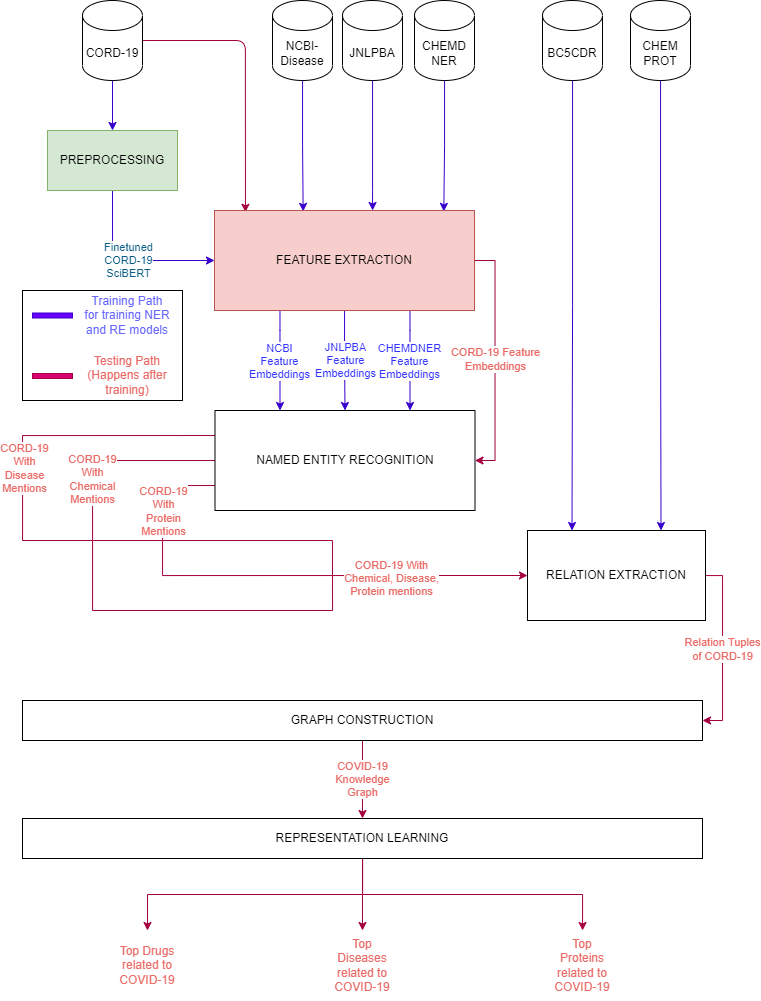 CORD-19
NCBI-
Disease
JNLPBA
CHEMD
NER
BC5CDR
CHEM
PROT
PREPROCESSING
Finetuned
CORD-19
SciBERT
FEATURE EXTRACTION
Training Path
for training NER
and RE models
Testing Path
(Happens after
training)
NCBI
Feature
Embeddings
JNLPBA
Feature
Embeddings
CHEMDNER
Feature
Embeddings
CORD-19 Feature
Embeddings
NAMED ENTITY RECOGNITION
CORD-19
With
Disease
Mentions
CORD-19
With
Chemical
Mentions
CORD-19
With
Protein
Mentions
CORD-19 With
Chemical, Disease,
Protein mentions
RELATION EXTRACTION
Relation Tuples
of CORD-19
GRAPH CONSTRUCTION
COVID-19
Knowledge
Graph
REPRESENTATION LEARNING
Top Drugs
related to
COVID-19
Top
Diseases
related to
COVID-19
Top
Proteins
related to
COVID-19